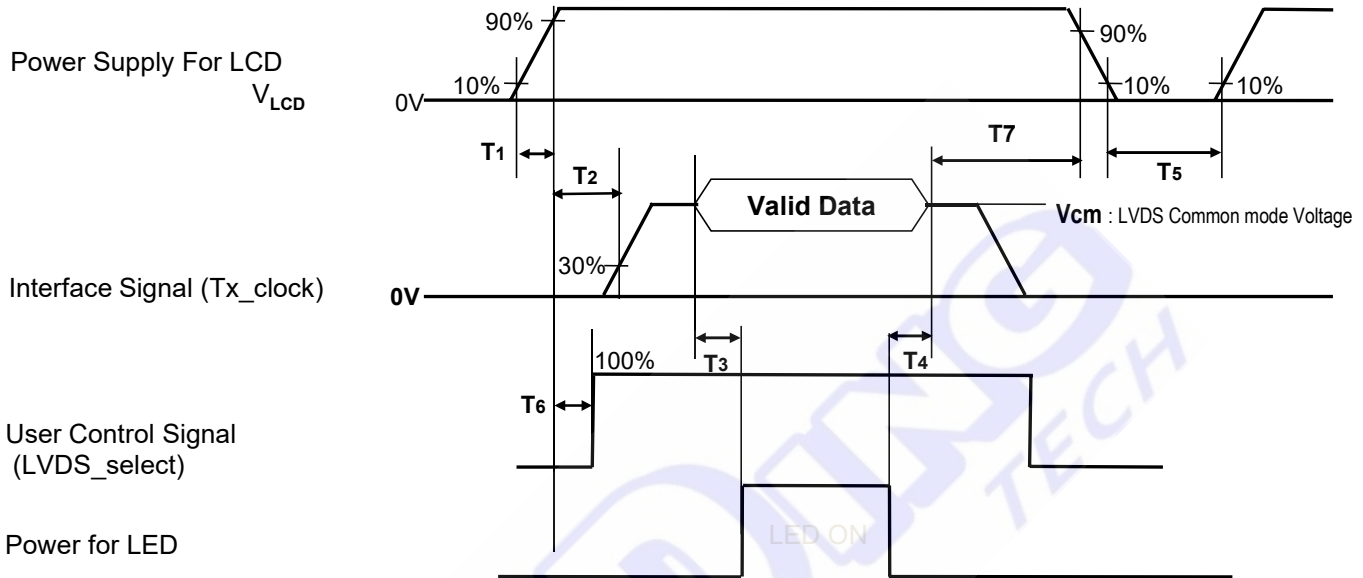 90%
90%
Power Supply For LCD
VLCD
10%
10%
10%
0V
T1
T2
T7
T5
Valid Data
Vcm : LVDS Common mode Voltage
30%
Interface Signal (Tx_clock)
0V
100%
T3
T4
T6
User Control Signal
(LVDS_select)
LED ON
Power for LED
TECH